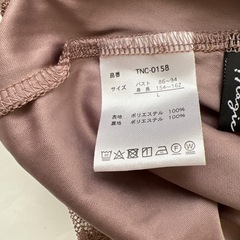 品番 TNC-0158
サイズ バスト 86-94
身長 154-162
L
表地 ポリエステル 100%
裏地 ポリエステル 100%
Magic